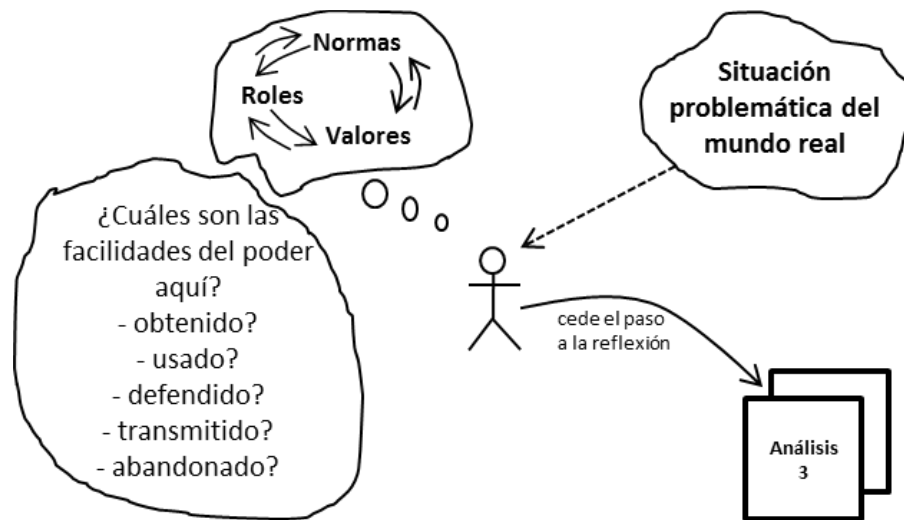 Normas
Roles
Valores
Situación
problemática del
mundo real
¿Cuáles son las
facilidades del poder
aquí?
- obtenido?
- usado?
- defendido?
- transmitido?
- abandonado?
cede el paso
a la reflexión
Análisis
3